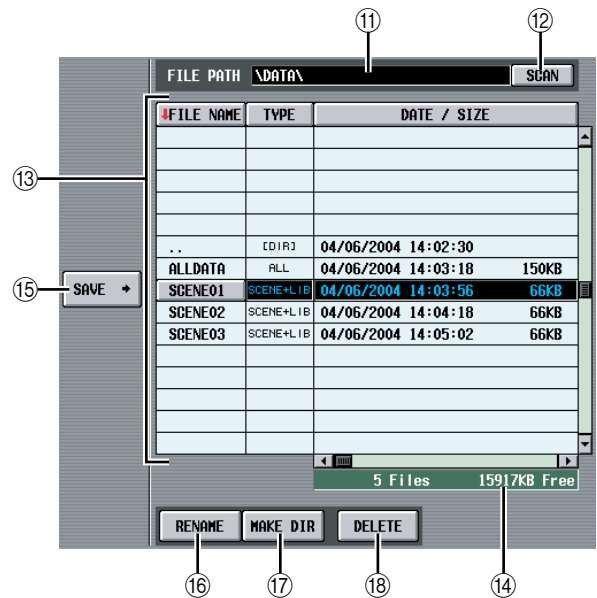 ⑪ ⑫
FILE PATH \DATA\ SCAN
FILE NAME TYPE DATE / SIZE
⑬
.. [DIR] 04/06/2004 14:02:30
ALLDATA ALL 04/06/2004 14:03:18 150KB
⑮ SAVE SCENE01 SCENE+LIB 04/06/2004 14:03:56 66KB
SCENE02 SCENE+LIB 04/06/2004 14:04:18 66KB
SCENE03 SCENE+LIB 04/06/2004 14:05:02 66KB
5 Files 15917KB Free
RENAME MAKE DIR DELETE
⑯ ⑰ ⑱ ⑭